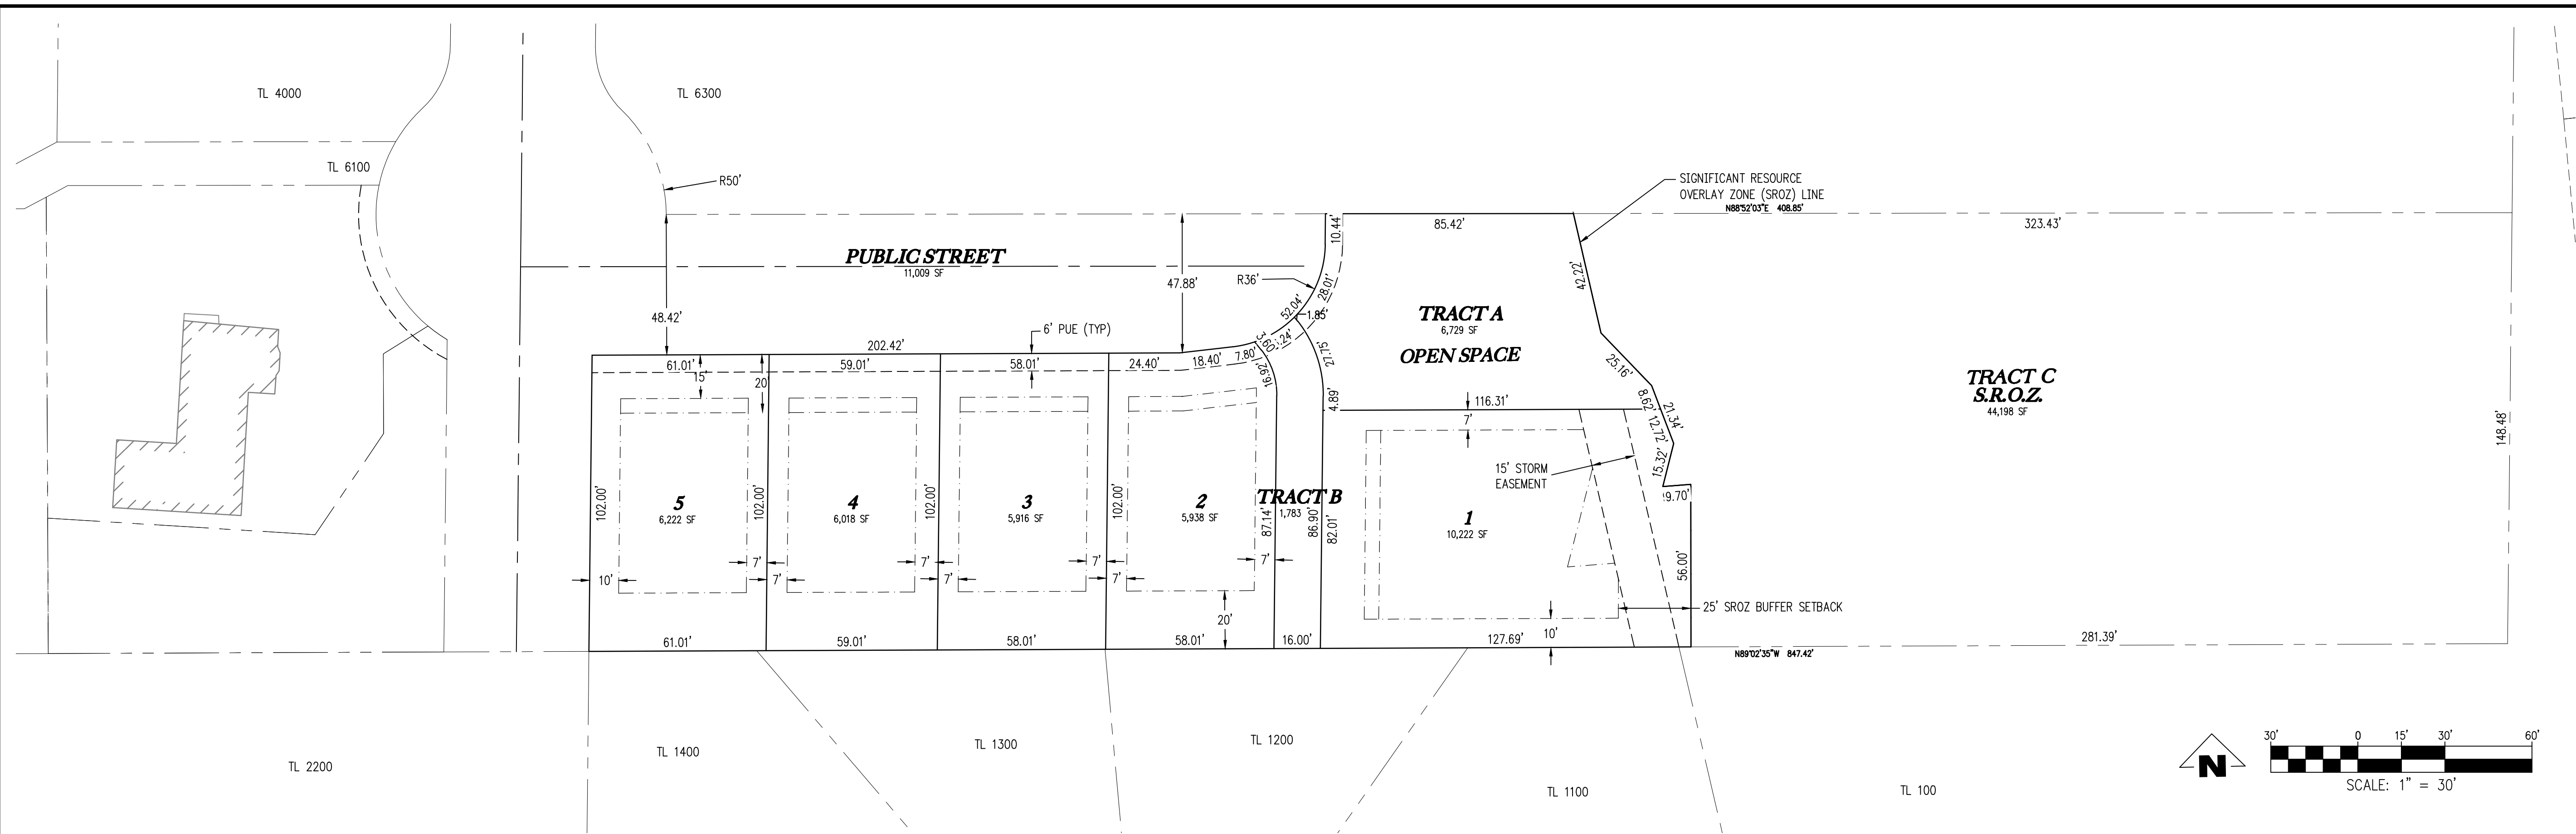 TL 4000
TL 6300
TL 6100
R50'
SIGNIFICANT RESOURCE
OVERLAY ZONE (SROZ) LINE
N88°52'03"E 408.85'
85.42'
323.43'
10.44'
PUBLIC STREET
11,009 SF
R36'
47.88'
28.01'
42.22'
52.04'
1.85'
48.42'
TRACT A
6,729 SF
OPEN SPACE
6' PUE (TYP)
202.42'
3.60'
.24'
27.75'
61.01'
59.01'
58.01'
24.40'
18.40'
7.80'
16.92'
25.16'
15'
20'
4.89'
116.31'
7'
8.62'
21.34'
12.72'
15.32'
TRACT C
S.R.O.Z.
44,198 SF
148.48'
15' STORM
EASEMENT
9.70'
102.00'
5
6,222 SF
102.00'
4
6,018 SF
102.00'
3
5,916 SF
102.00'
2
5,938 SF
87.14'
TRACT B
1,783
86.90'
82.01'
1
10,222 SF
56.00'
10'
7'
7'
7'
7'
7'
7'
7'
20'
25' SROZ BUFFER SETBACK
10'
61.01'
59.01'
58.01'
58.01'
16.00'
127.69'
281.39'
N89°02'35"W 847.42'
TL 2200
TL 1400
TL 1300
TL 1200
TL 1100
TL 100
N
30' 0 15' 30' 60'
SCALE: 1" = 30'